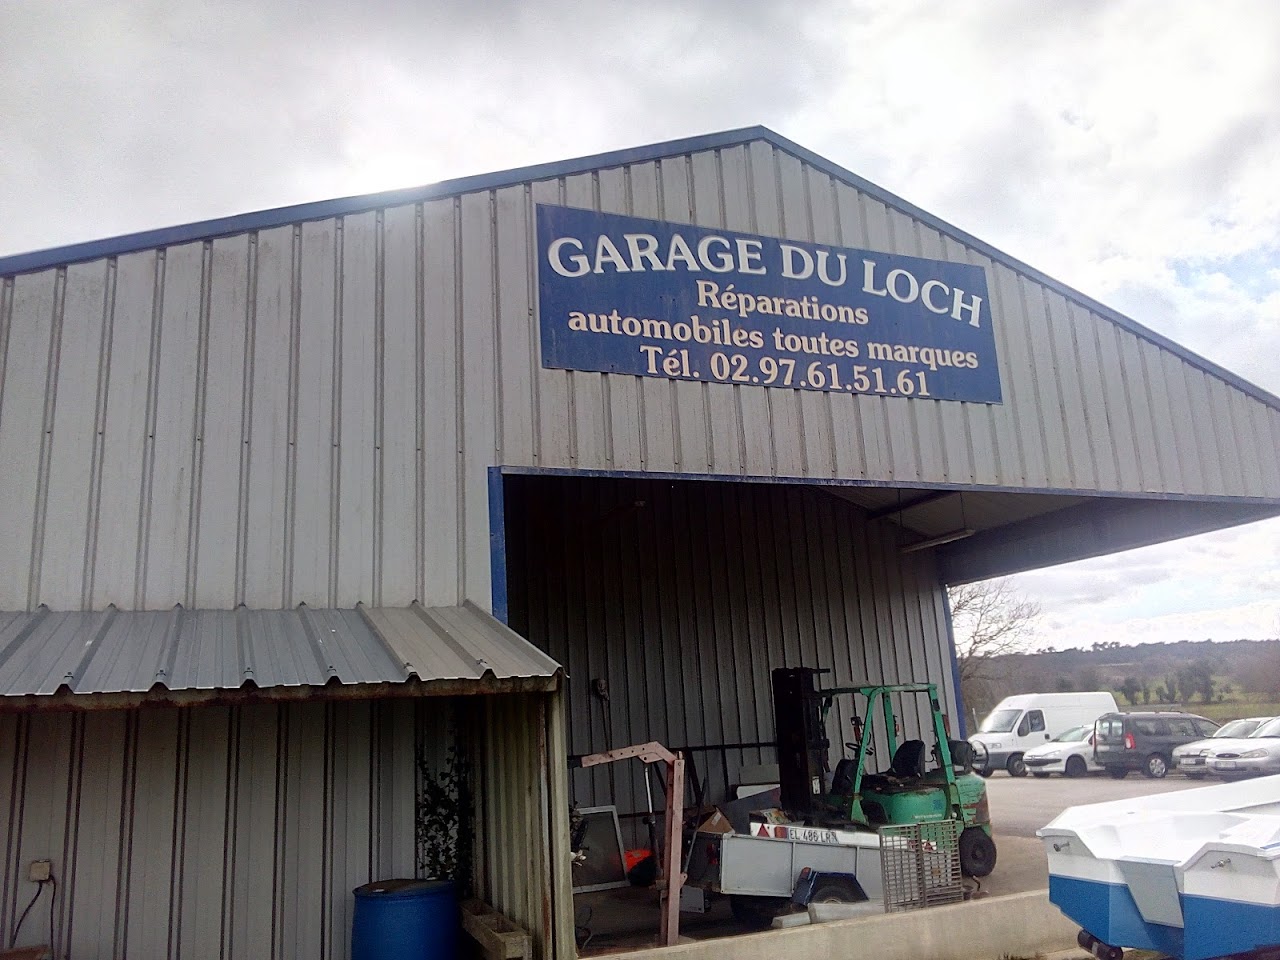 GARAGE DU LOCH
Réparations
automobiles toutes marques
Tél. 02.97.61.51.61